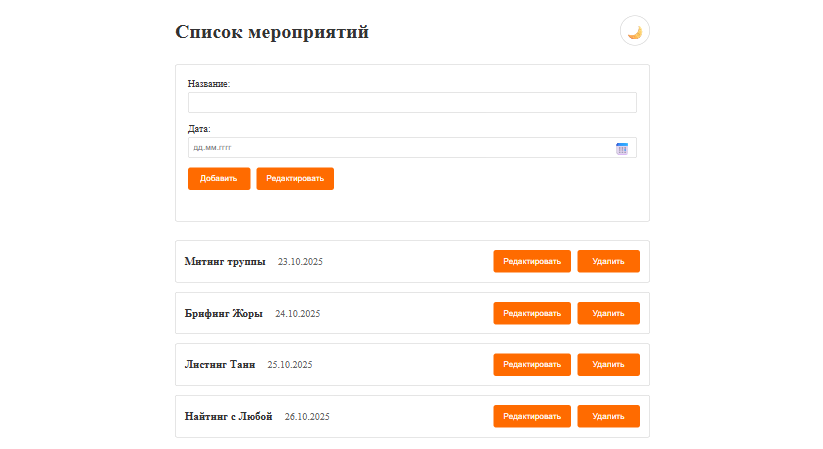 Список мероприятий
Название:
Дата:
дд.мм.гггг
Добавить Редактировать
Митинг труппы 23.10.2025 Редактировать Удалить
Брифинг Жоры 24.10.2025 Редактировать Удалить
Листинг Тани 25.10.2025 Редактировать Удалить
Найтинг с Любой 26.10.2025 Редактировать Удалить